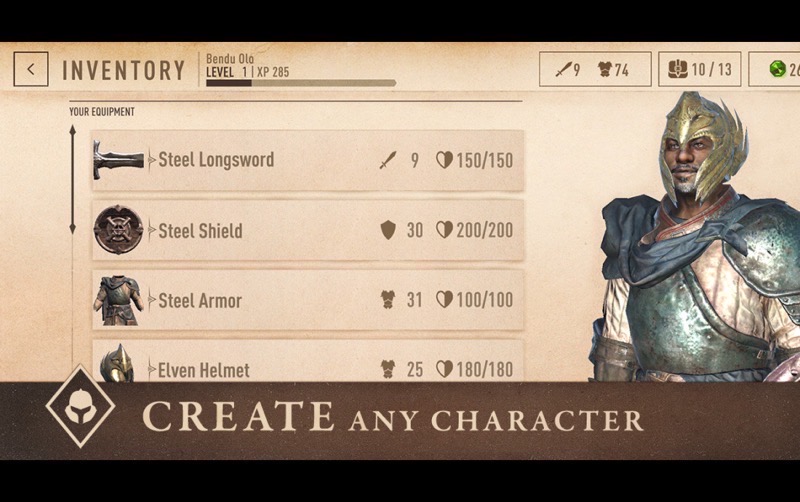 INVENTORY
Bendu Olo
LEVEL 1 | XP 285
9 74
10 / 13
YOUR EQUIPMENT
Steel Longsword 9 150/150
Steel Shield 30 200/200
Steel Armor 31 100/100
Elven Helmet 25 180/180
CREATE ANY CHARACTER